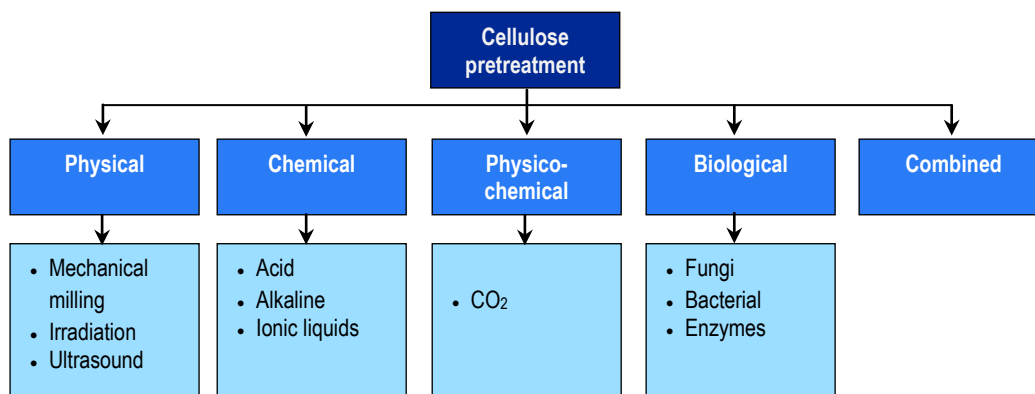 Cellulose
pretreatment
Physical
Chemical
Physico-
chemical
Biological
Combined
• Mechanical
milling
• Irradiation
• Ultrasound
• Acid
• Alkaline
• Ionic liquids
• CO₂
• Fungi
• Bacterial
• Enzymes